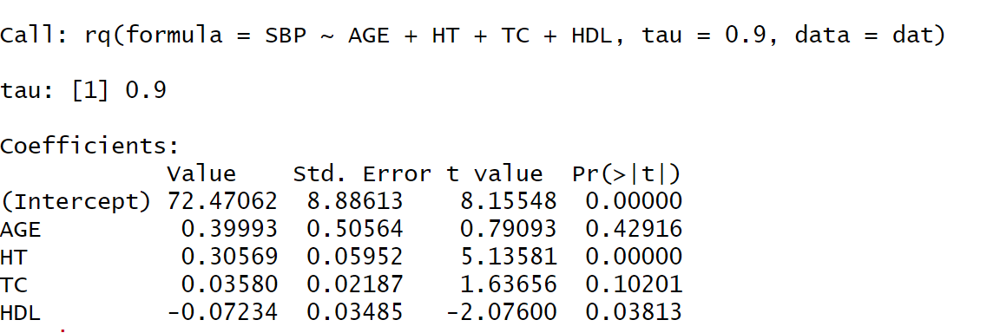 Call: rq(formula = SBP ~ AGE + HT + TC + HDL, tau = 0.9, data = dat)
tau: [1] 0.9
Coefficients:
Value Std. Error t value Pr(>|t|)
(Intercept) 72.47062 8.88613 8.15548 0.00000
AGE 0.39993 0.50564 0.79093 0.42916
HT 0.30569 0.05952 5.13581 0.00000
TC 0.03580 0.02187 1.63656 0.10201
HDL -0.07234 0.03485 -2.07600 0.03813